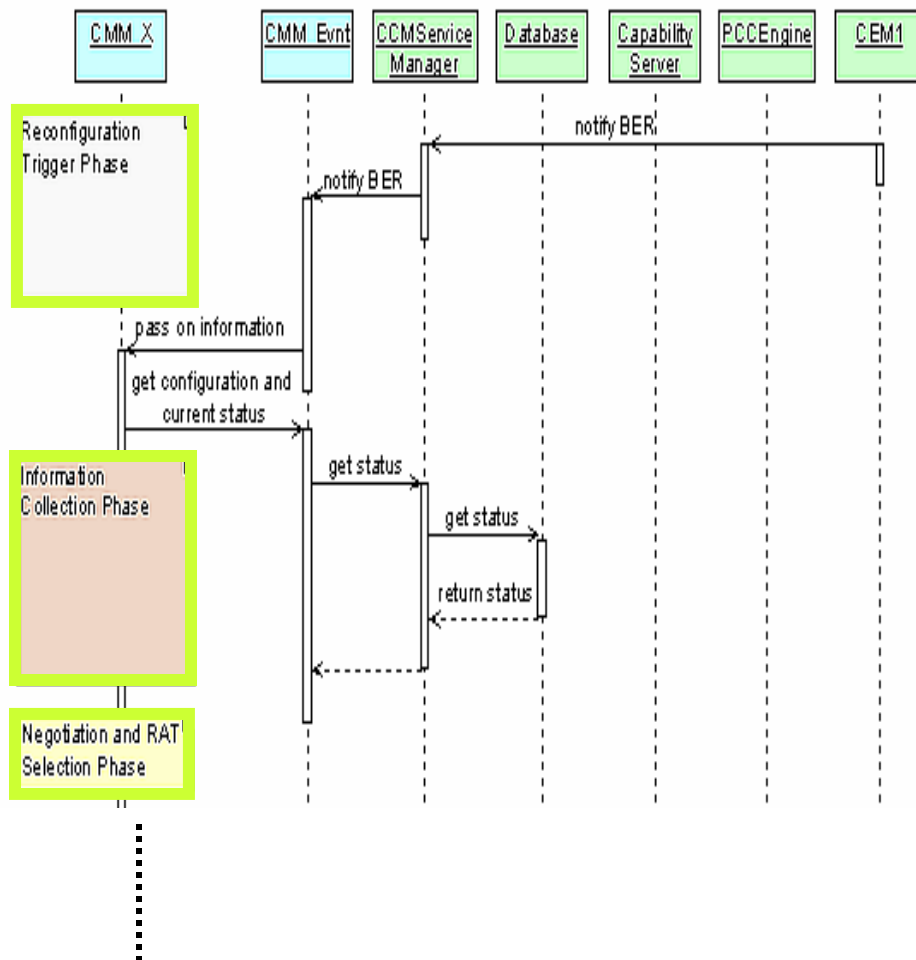 CMM_X
CMM_Evnt
CCMService
Manager
Database
Capability
Server
PCCEngine
CEM1
Reconfiguration
Trigger Phase
notify BER
notify BER
pass on information
get configuration and
current status
Information
Collection Phase
get status
get status
return status
Negotiation and RAT
Selection Phase